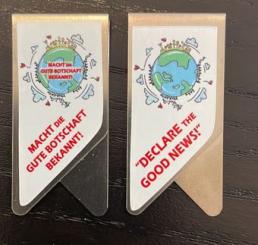 MACHT DIE
GUTE BOTSCHAFT
BEKANNT!
MACHT DIE
GUTE BOTSCHAFT
BEKANNT!
"DECLARE THE
GOOD NEWS!"